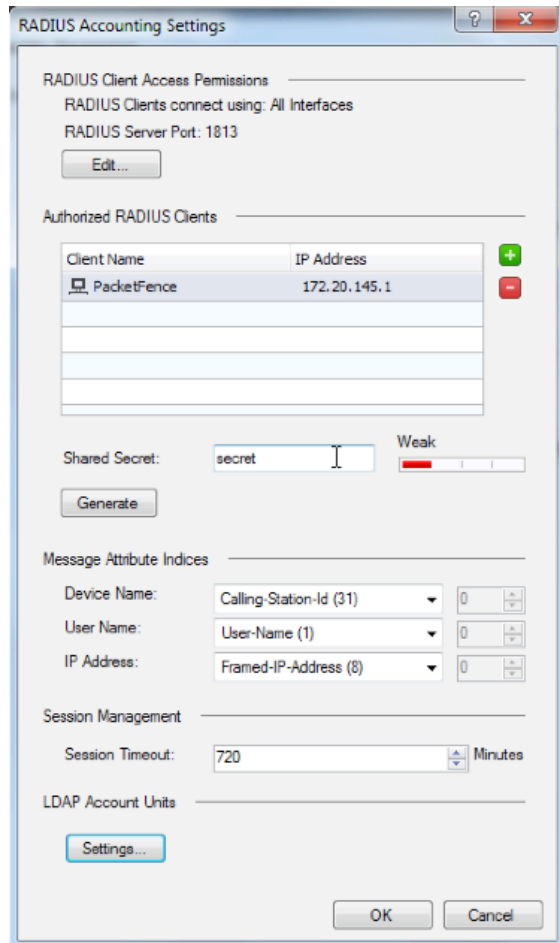 RADIUS Accounting Settings
RADIUS Client Access Permissions
RADIUS Clients connect using: All Interfaces
RADIUS Server Port: 1813
Edit...
Authorized RADIUS Clients
Client Name IP Address
PacketFence 172.20.145.1
Weak
Shared Secret: secret
Generate
Message Attribute Indices
Device Name: Calling-Station-Id (31) 0
User Name: User-Name (1) 0
IP Address: Framed-IP-Address (8) 0
Session Management
Session Timeout: 720 Minutes
LDAP Account Units
Settings...
OK Cancel